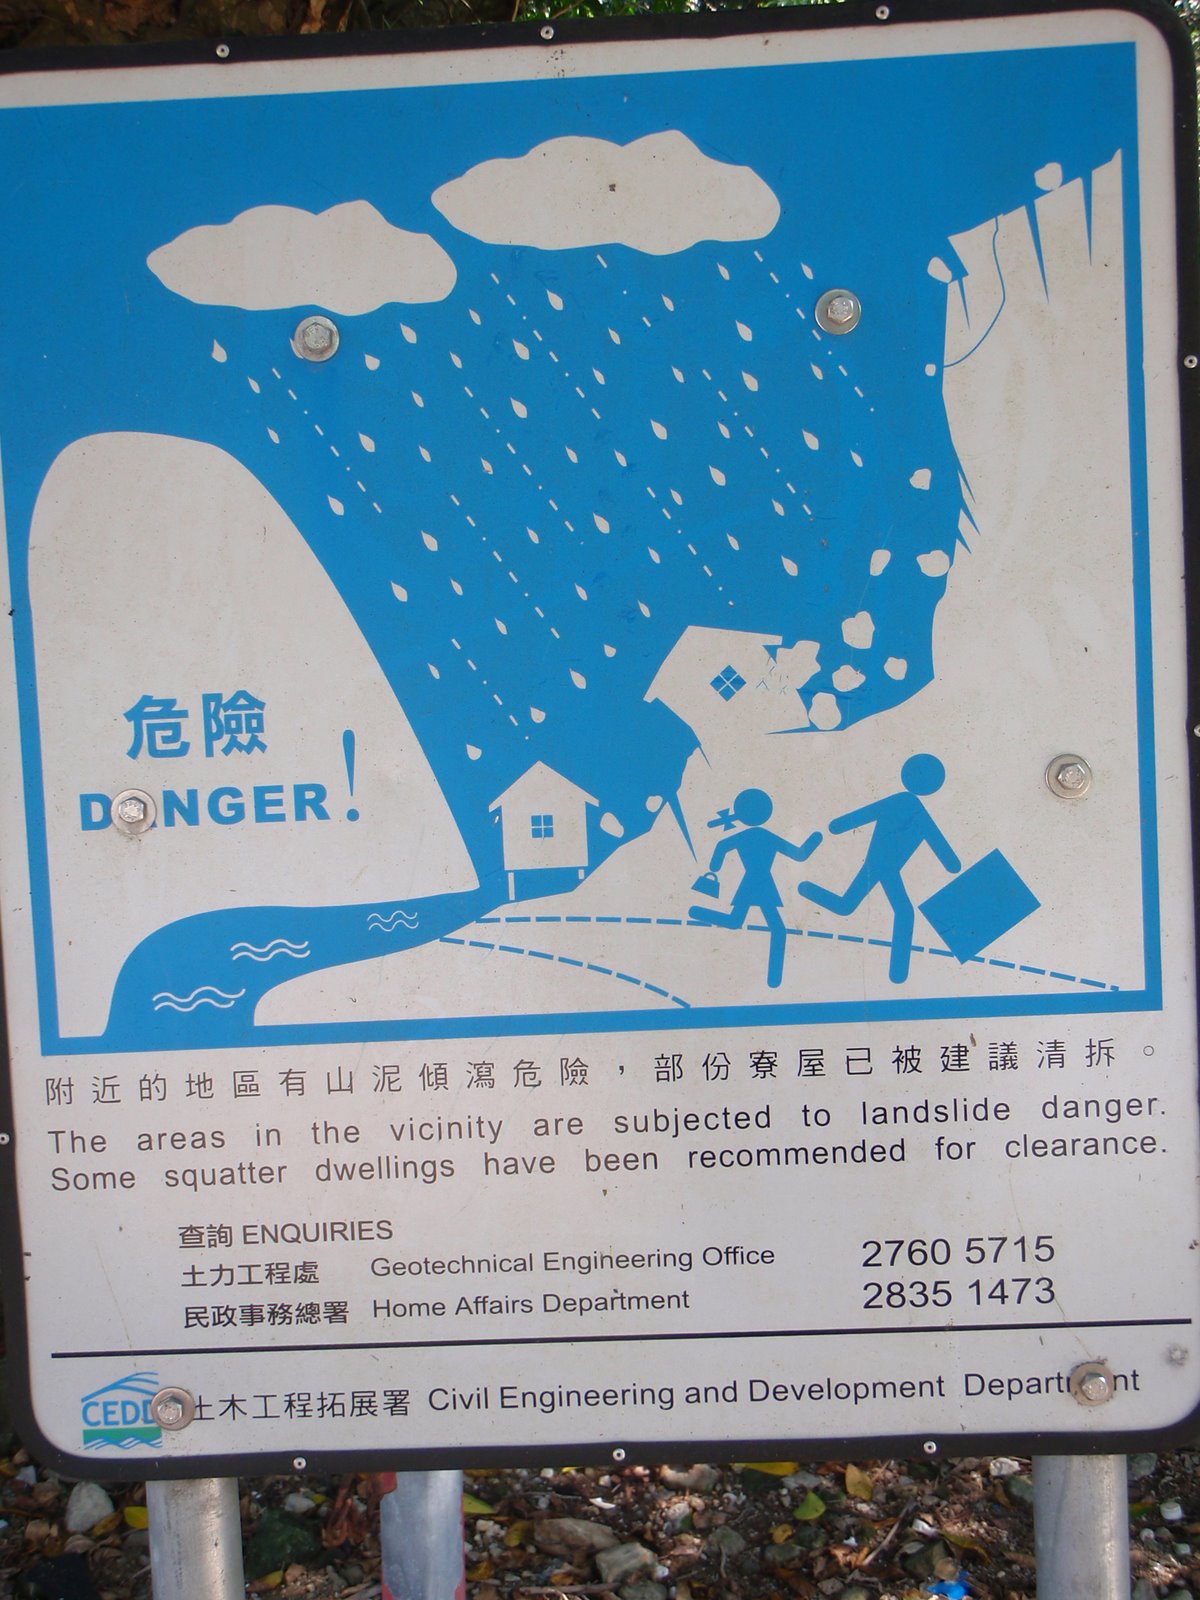 危險
DANGER!
附近的地區有山泥傾瀉危險，部份寮屋已被建議清拆。
The areas in the vicinity are subjected to landslide danger.
Some squatter dwellings have been recommended for clearance.
查詢 ENQUIRIES
土力工程處 Geotechnical Engineering Office 2760 5715
民政事務總署 Home Affairs Department 2835 1473
CEDD 土木工程拓展署 Civil Engineering and Development Department